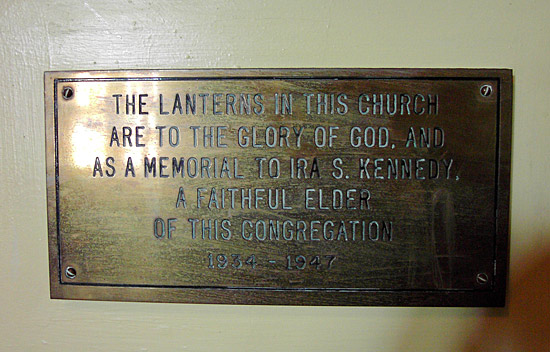 THE LANTERNS IN THIS CHURCH
ARE TO THE GLORY OF GOD, AND
AS A MEMORIAL TO IRA S. KENNEDY,
A FAITHFUL ELDER
OF THIS CONGREGATION
1934 - 1947